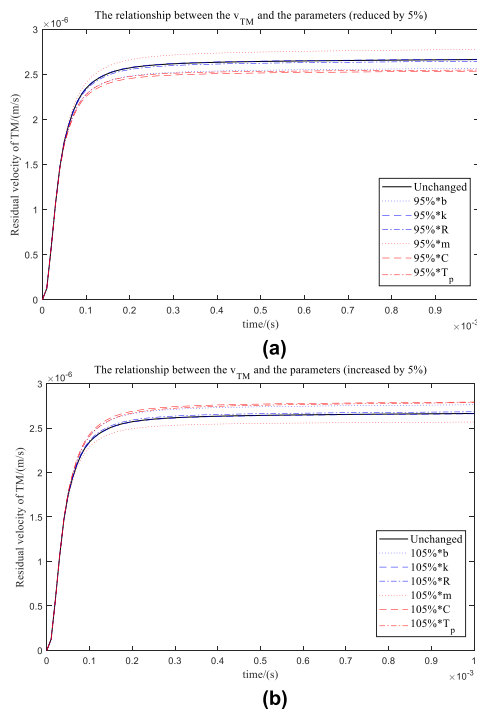 The relationship between the v_TM and the parameters (reduced by 5%)
×10^-6
3
2.5
2
1.5
1
0.5
0
Residual velocity of TM/(m/s)
Unchanged
95%*b
95%*k
95%*R
95%*m
95%*C
95%*T_p
0 0.1 0.2 0.3 0.4 0.5 0.6 0.7 0.8 0.9 1
time/(s)
×10^-3
(a)
The relationship between the v_TM and the parameters (increased by 5%)
×10^-6
3
2.5
2
1.5
1
0.5
0
Residual velocity of TM/(m/s)
Unchanged
105%*b
105%*k
105%*R
105%*m
105%*C
105%*T_p
0 0.1 0.2 0.3 0.4 0.5 0.6 0.7 0.8 0.9 1
time/(s)
×10^-3
(b)